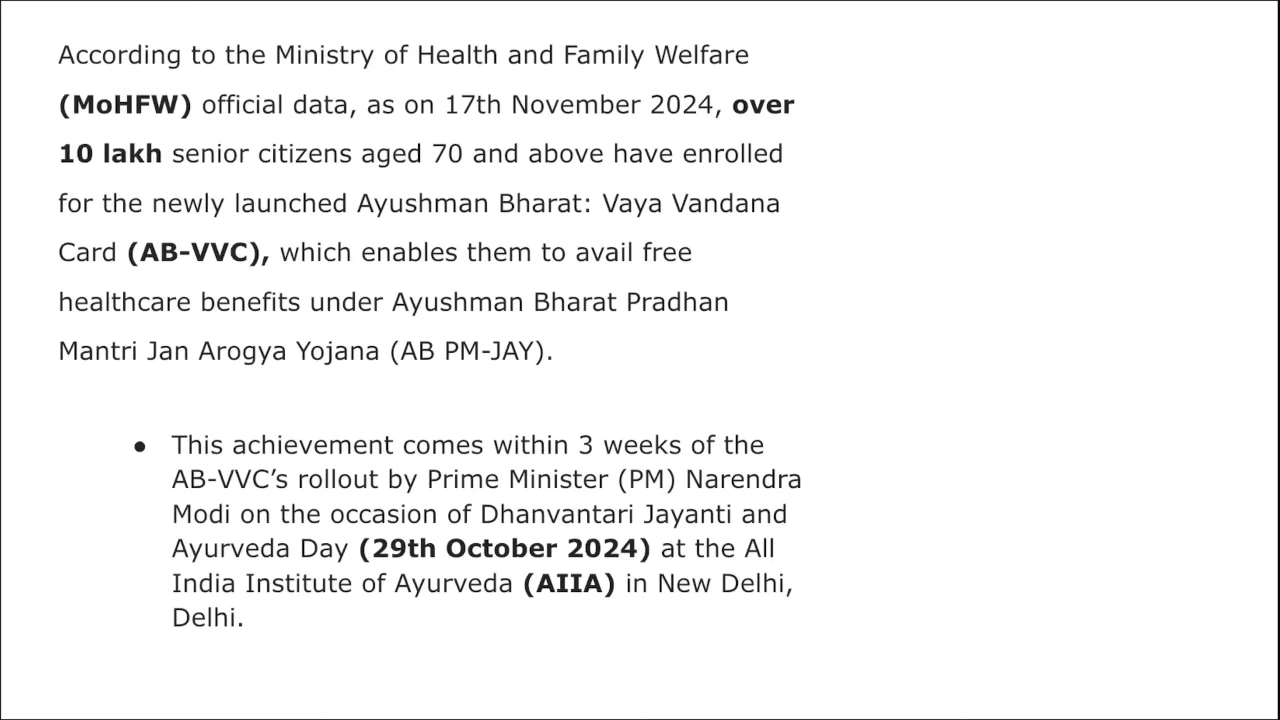 According to the Ministry of Health and Family Welfare
(MoHFW) official data, as on 17th November 2024, over
10 lakh senior citizens aged 70 and above have enrolled
for the newly launched Ayushman Bharat: Vaya Vandana
Card (AB-VVC), which enables them to avail free
healthcare benefits under Ayushman Bharat Pradhan
Mantri Jan Arogya Yojana (AB PM-JAY).
● This achievement comes within 3 weeks of the
AB-VVC’s rollout by Prime Minister (PM) Narendra
Modi on the occasion of Dhanvantari Jayanti and
Ayurveda Day (29th October 2024) at the All
India Institute of Ayurveda (AIIA) in New Delhi,
Delhi.